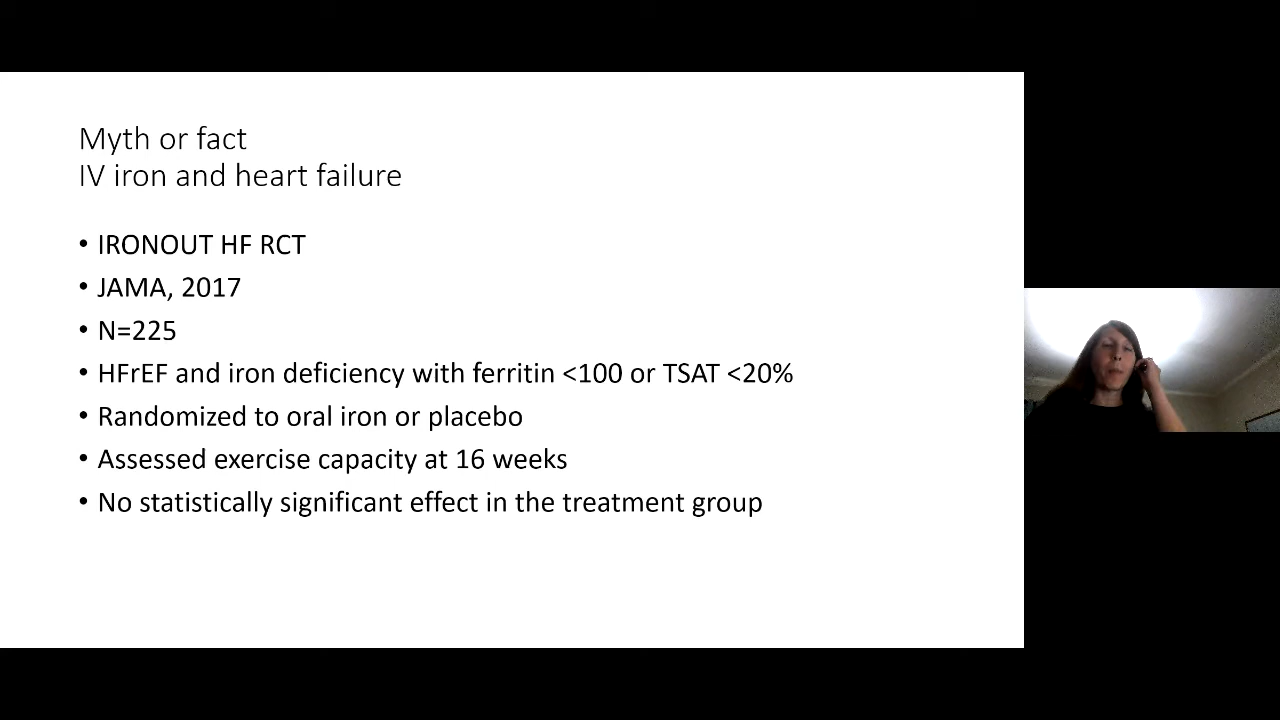 Myth or fact
IV iron and heart failure
• IRONOUT HF RCT
• JAMA, 2017
• N=225
• HFrEF and iron deficiency with ferritin <100 or TSAT <20%
• Randomized to oral iron or placebo
• Assessed exercise capacity at 16 weeks
• No statistically significant effect in the treatment group